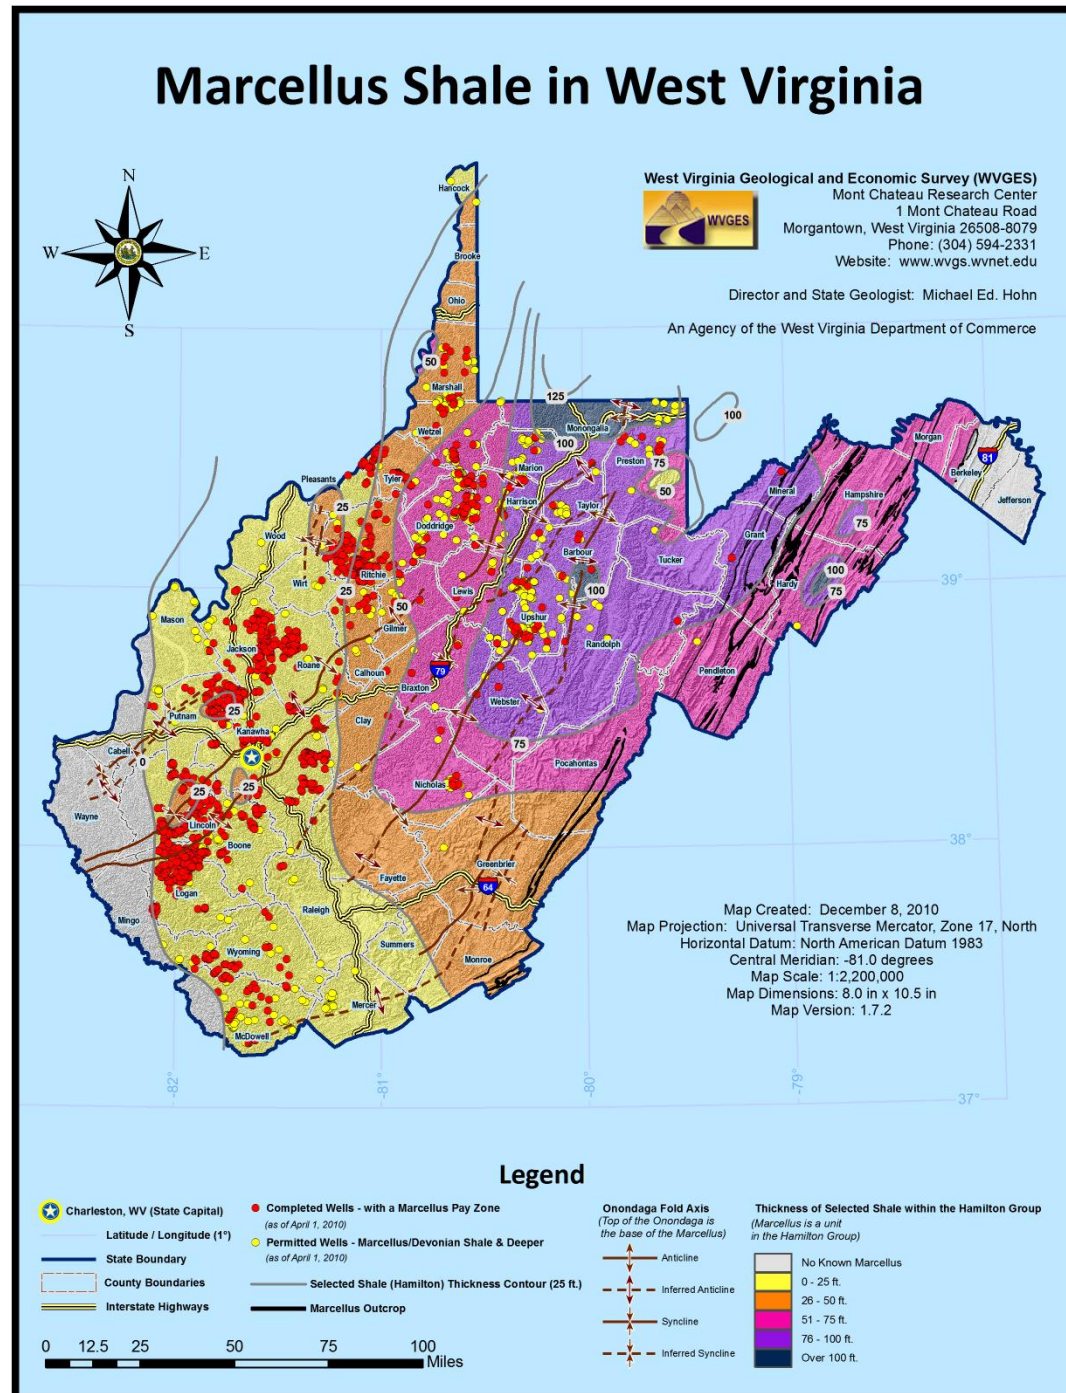 Marcellus Shale in West Virginia
N
W
E
S
West Virginia Geological and Economic Survey (WVGES)
Mont Chateau Research Center
1 Mont Chateau Road
Morgantown, West Virginia 26508-8079
Phone: (304) 594-2331
Website: www.wvgs.wvnet.edu
WVGES
Director and State Geologist: Michael Ed. Hohn
An Agency of the West Virginia Department of Commerce
Hancock
Brooke
Ohio
50
Marshall
Wetzel
125
100
Monongalia
100
Marion
Preston
75
50
Morgan
Berkeley
81
Jefferson
Mineral
Hampshire
75
Pleasants
25
Tyler
Harrison
Taylor
Doddridge
Wood
Grant
Barbour
Tucker
Ritchie
Wirt
25
50
Lewis
100
100
75
Hardy
39°
Mason
Gilmer
Upshur
Randolph
Jackson
Roane
Calhoun
79
Braxton
Pendleton
Webster
25
Putnam
Clay
Kanawha
75
Cabell
0
Pocahontas
Nicholas
25
25
Wayne
Lincoln
Boone
38°
Greenbrier
Fayette
64
Logan
Raleigh
Mingo
Summers
Wyoming
Monroe
Mercer
McDowell
Map Created: December 8, 2010
Map Projection: Universal Transverse Mercator, Zone 17, North
Horizontal Datum: North American Datum 1983
Central Meridian: -81.0 degrees
Map Scale: 1:2,200,000
Map Dimensions: 8.0 in x 10.5 in
Map Version: 1.7.2
-82°
-81°
-80°
-79°
37°
Legend
Charleston, WV (State Capital)
Latitude / Longitude (1°)
State Boundary
County Boundaries
Interstate Highways
Completed Wells - with a Marcellus Pay Zone
(as of April 1, 2010)
Permitted Wells - Marcellus/Devonian Shale & Deeper
(as of April 1, 2010)
Selected Shale (Hamilton) Thickness Contour (25 ft.)
Marcellus Outcrop
Onondaga Fold Axis
(Top of the Onondaga is
the base of the Marcellus)
Anticline
Inferred Anticline
Syncline
Inferred Syncline
Thickness of Selected Shale within the Hamilton Group
(Marcellus is a unit
in the Hamilton Group)
No Known Marcellus
0 - 25 ft.
26 - 50 ft.
51 - 75 ft.
76 - 100 ft.
Over 100 ft.
0 12.5 25 50 75 100
Miles